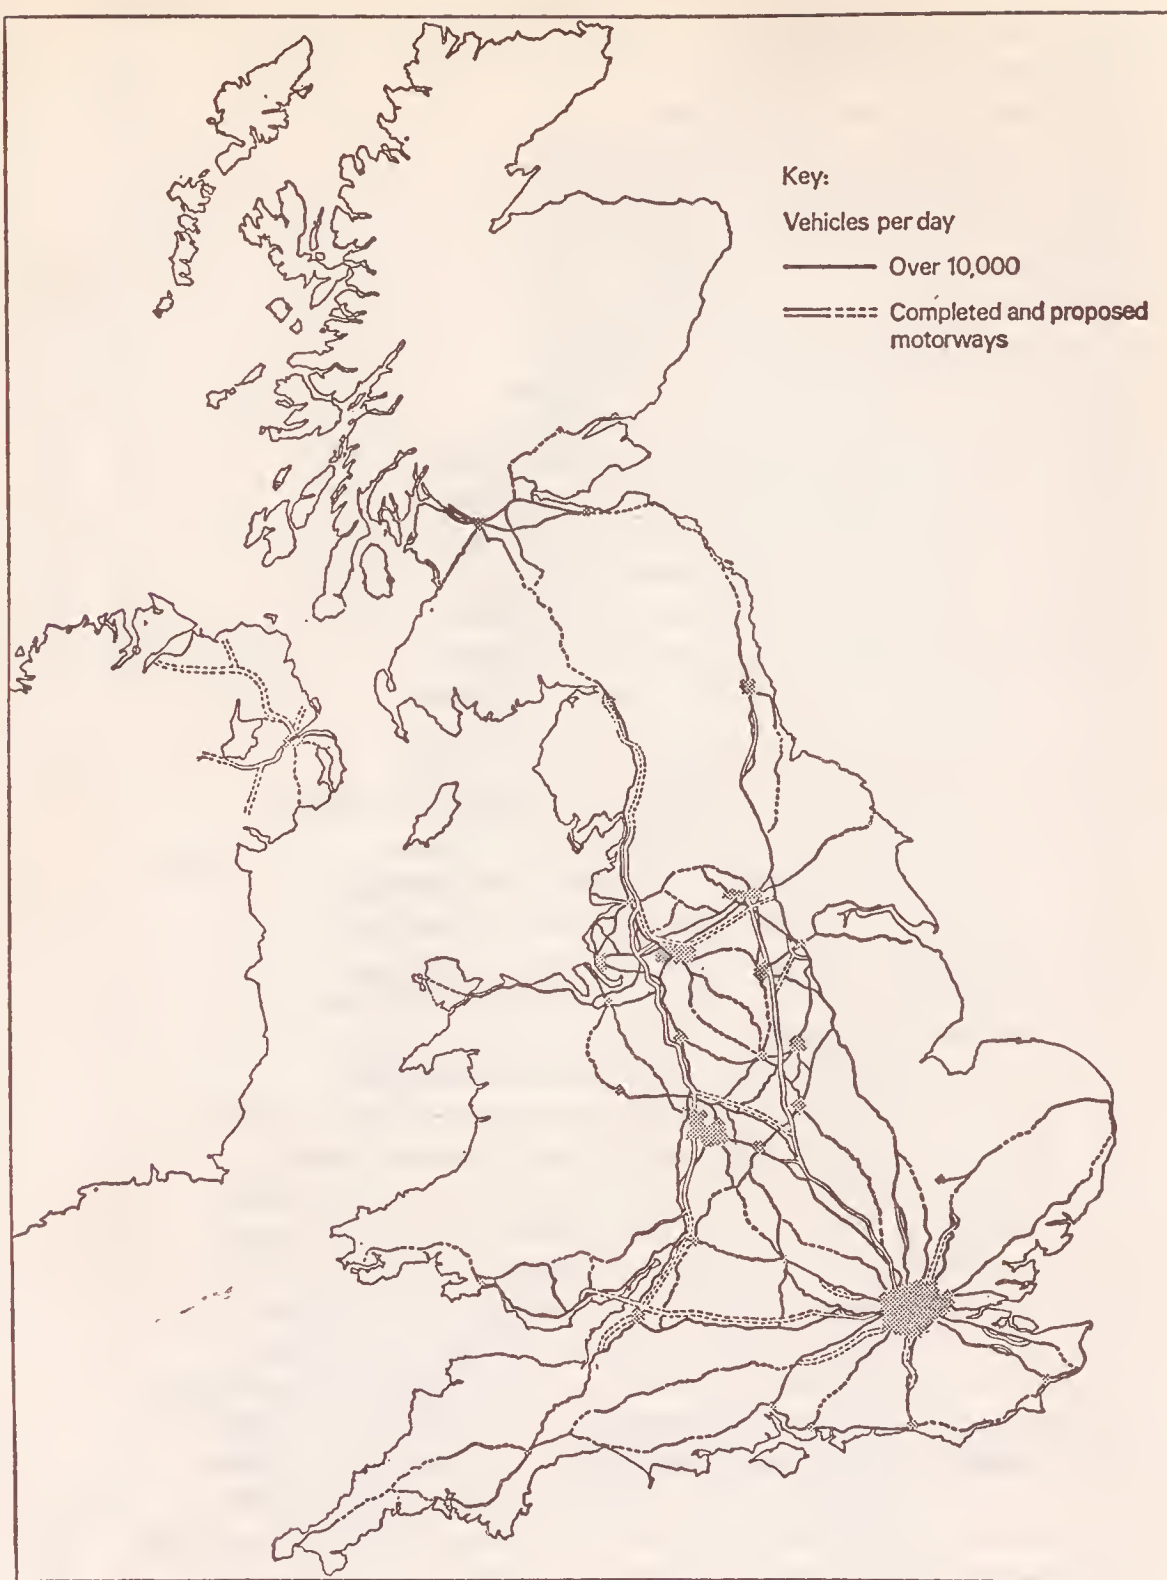 Key:
Vehicles per day
Over 10,000
Completed and proposed
motorways